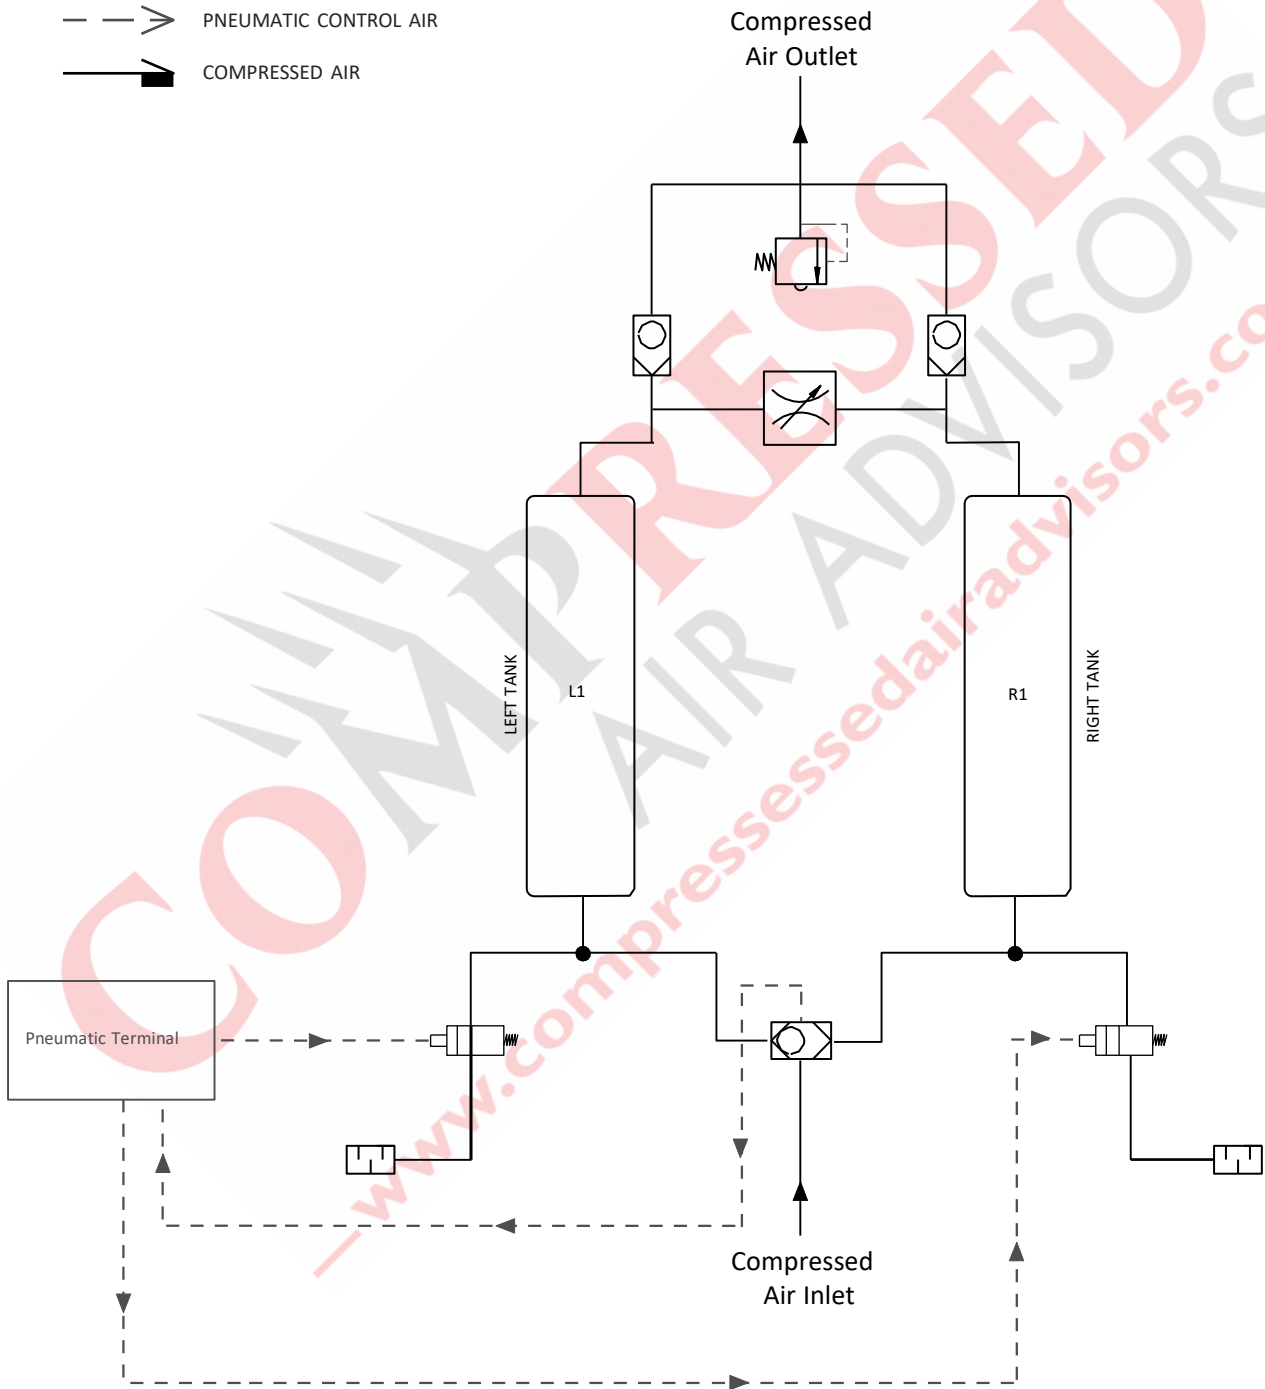 PNEUMATIC CONTROL AIR
COMPRESSED AIR
Compressed
Air Outlet
LEFT TANK
L1
R1
RIGHT TANK
Pneumatic Terminal
Compressed
Air Inlet
COMPRESSED
AIR ADVISORS
www.compressessedairadvisors.co